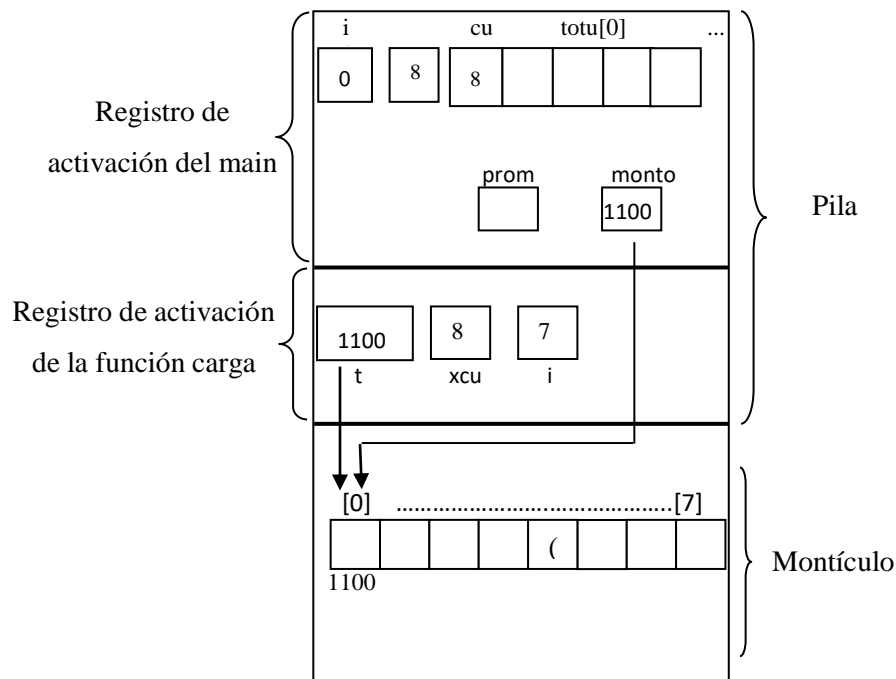 i cu totu[0] ...
0 8 8
Registro de
activación del main
prom monto
1100
Pila
Registro de activación
de la función carga
1100 8 7
t xcu i
[0] ................................................[7]
(
Montículo
1100